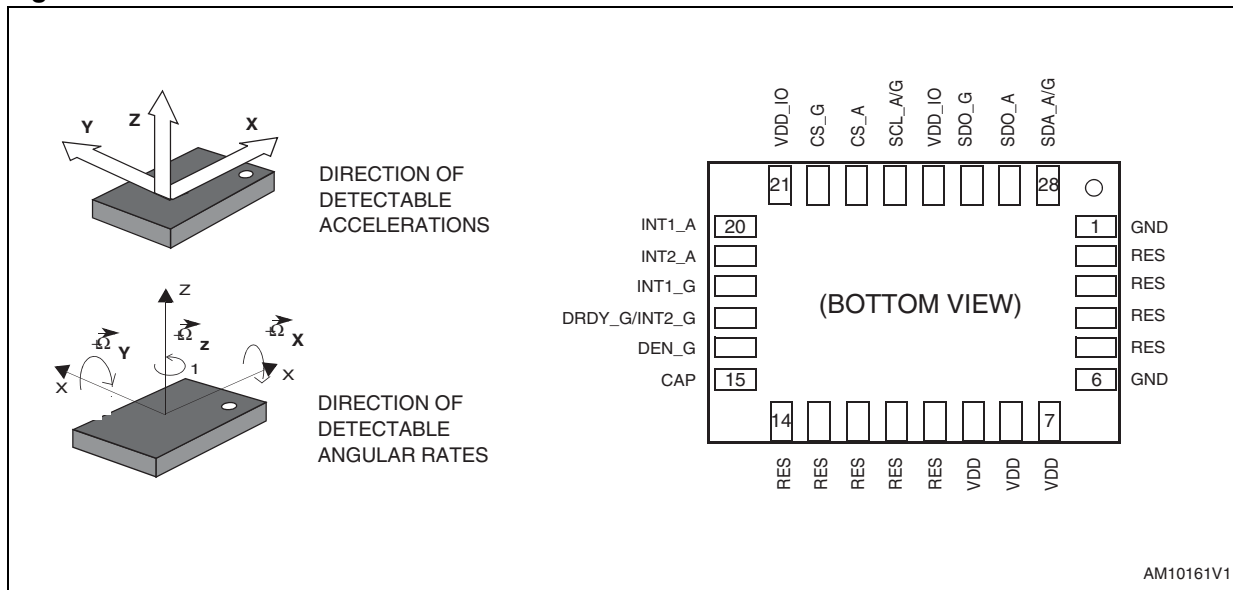 Z
Y
X
DIRECTION OF
DETECTABLE
ACCELERATIONS
Z
Ω Y
Ω z
Ω X
1
X
X
DIRECTION OF
DETECTABLE
ANGULAR RATES
VDD_IO
CS_G
CS_A
SCL_A/G
VDD_IO
SDO_G
SDO_A
SDA_A/G
21
28
INT1_A 20
1 GND
INT2_A
RES
INT1_G
RES
DRDY_G/INT2_G
RES
DEN_G
RES
CAP 15
6 GND
(BOTTOM VIEW)
14
7
RES
RES
RES
RES
RES
VDD
VDD
VDD
AM10161V1